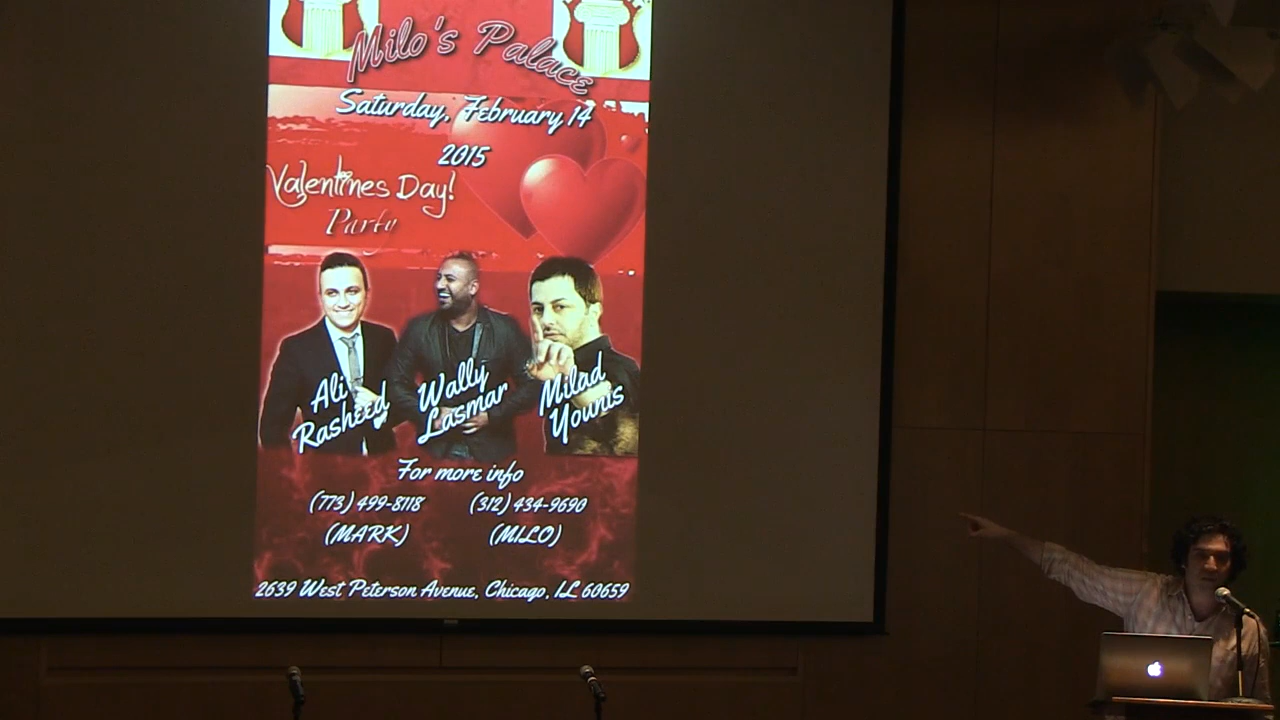 Milo's Palace
Saturday, February 14
2015
Valentines Day!
Party
Ali Rasheed
Wally Lasmar
Milad Younis
For more info
(773) 499-8118 (312) 434-9690
(MARK) (MILO)
2639 West Peterson Avenue, Chicago, IL 60659